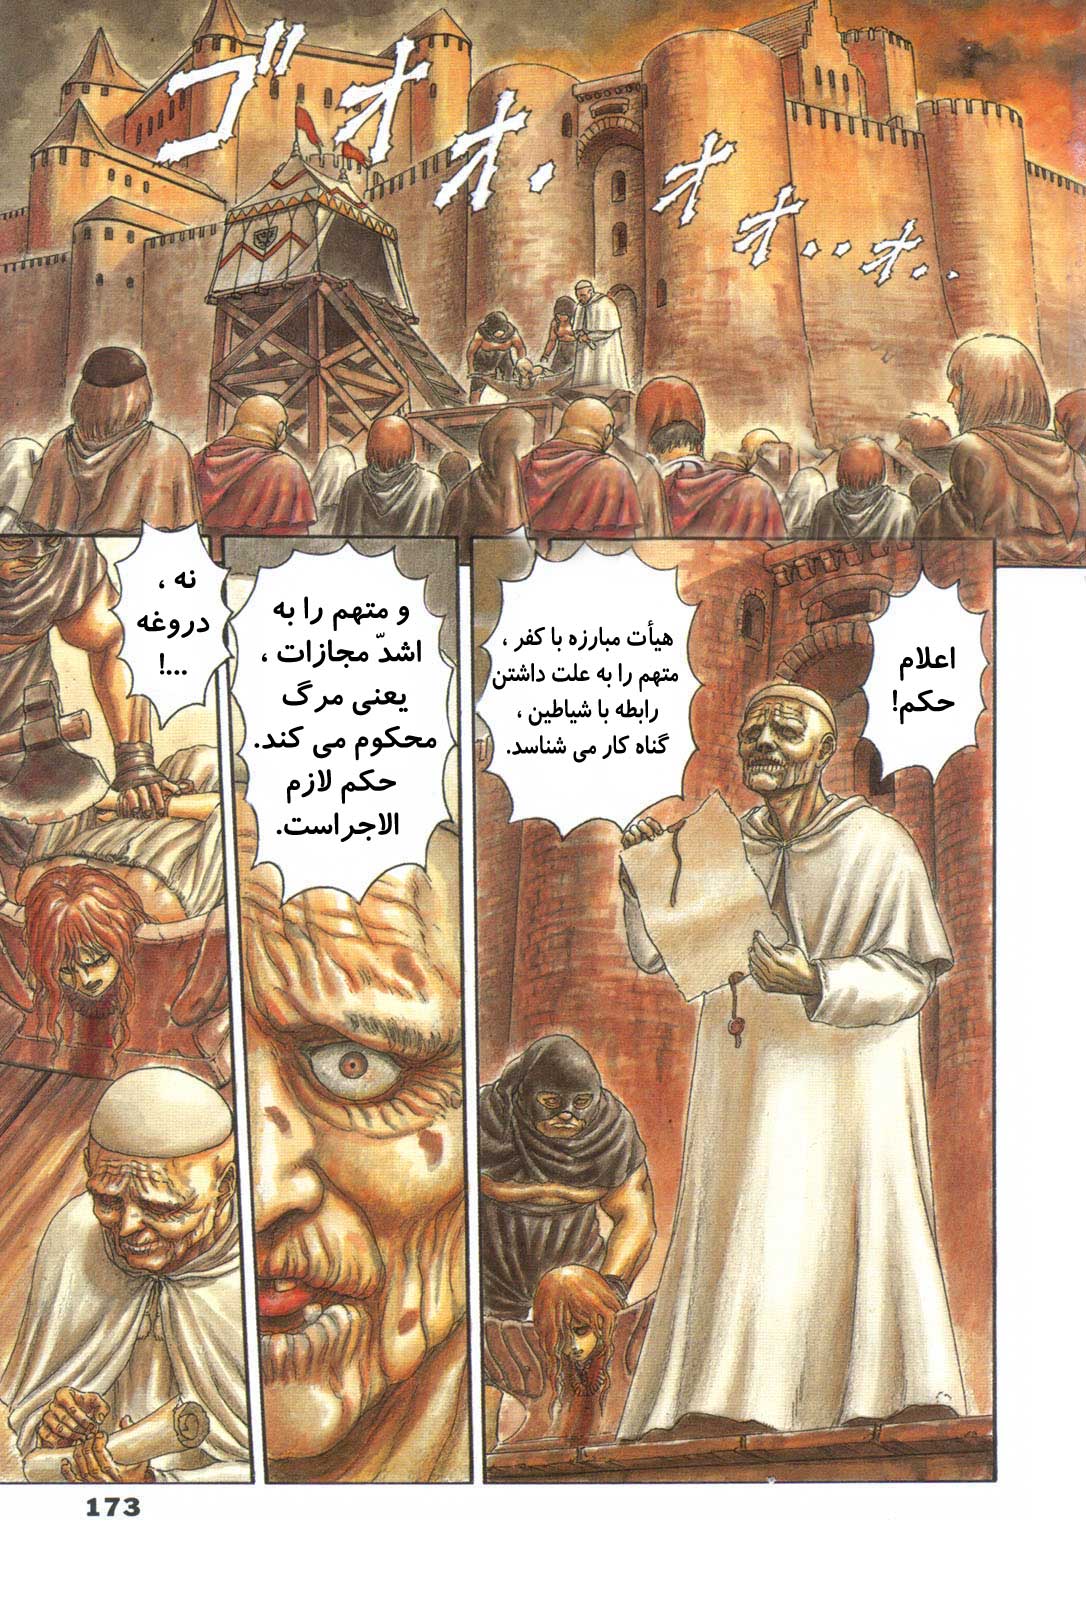 ゴオオ、オオ‥オ‥
اعلام
حکم!
هیأت مبارزه با کفر ،
متهم را به علت داشتن
رابطه با شیاطین ،
گناه کار می شناسد.
و متهم را به
اشدّ مجازات ،
یعنی مرگ
محکوم می کند.
حکم لازم
الاجراست.
نه ،
دروغه
...!
173